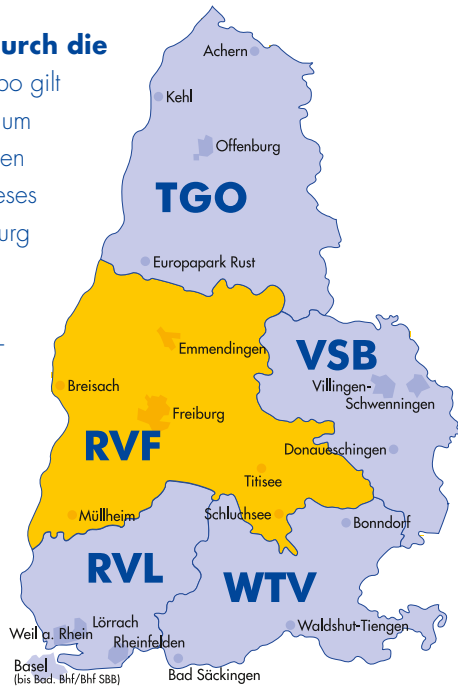 urch die
bo gilt
um
en
eses
urg
Achern
Kehl
Offenburg
TGO
Europapark Rust
Emmendingen
VSB
Villingen-
Schwenningen
Breisach
Freiburg
RVF
Donaueschingen
Titisee
Müllheim
Schluchsee
Bonndorf
RVL
WTV
Lörrach
Weil a. Rhein
Rheinfelden
Waldshut-Tiengen
Basel
(bis Bad. Bhf/Bhf SBB)
Bad Säckingen